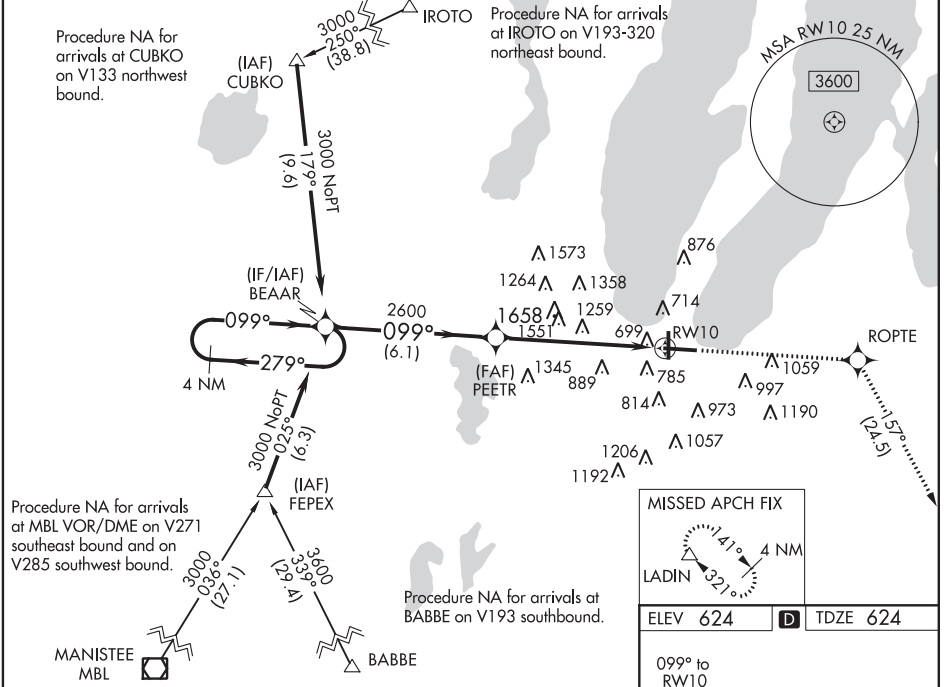 IROTO
3000
250°
(38.8)
Procedure NA for arrivals
at IROTO on V193-320
northeast bound.
Procedure NA for
arrivals at CUBKO
on V133 northwest
bound.
(IAF)
CUBKO
MSA RW10 25 NM
3600
3000 NoPT
179°
(9.6)
1573
876
1264
1358
(IF/IAF)
BEAAR
714
2600
1658
1259
099°
099°
1551
699
RW10
ROPTE
(6.1)
279°
(FAF)
PEETR
4 NM
1345
889
785
1059
997
814
973
1190
3000 NoPT
025°
(6.3)
157°
(24.5)
1057
1206
1192
(IAF)
FEPEX
Procedure NA for arrivals
at MBL VOR/DME on V271
southeast bound and on
V285 southwest bound.
MISSED APCH FIX
141°
4 NM
LADIN
321°
3000
036°
(27.1)
3600
339°
(29.4)
Procedure NA for arrivals at
BABBE on V193 southbound.
ELEV 624
D
TDZE 624
MANISTEE
MBL
BABBE
099° to
RW10